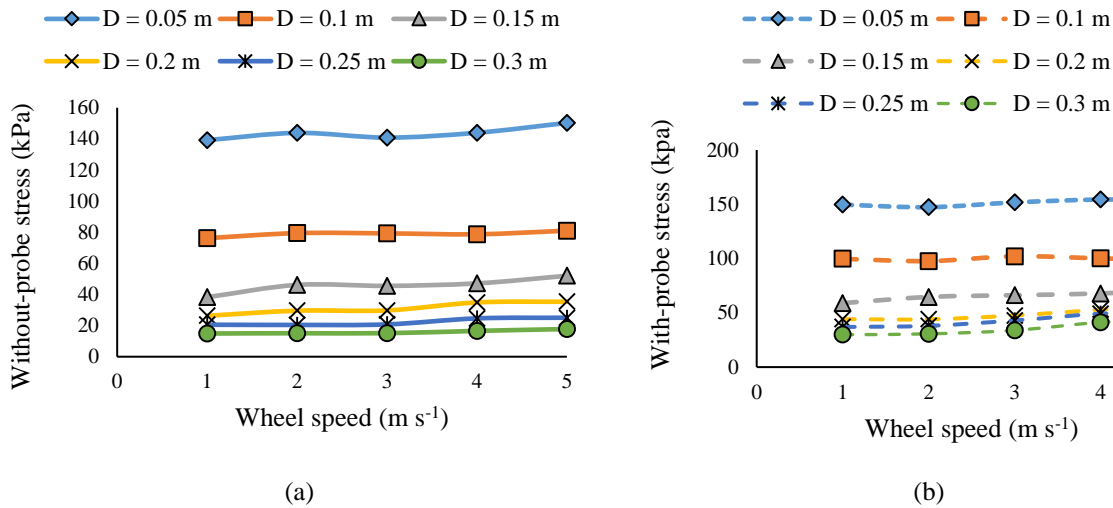 D = 0.05 m D = 0.1 m D = 0.15 m
D = 0.2 m D = 0.25 m D = 0.3 m
Without-probe stress (kPa)
160
140
120
100
80
60
40
20
0
0 1 2 3 4 5
Wheel speed (m s⁻¹)
(a)
D = 0.05 m D = 0.1 m
D = 0.15 m D = 0.2 m
D = 0.25 m D = 0.3 m
With-probe stress (kpa)
200
150
100
50
0
0 1 2 3 4
Wheel speed (m s⁻¹)
(b)